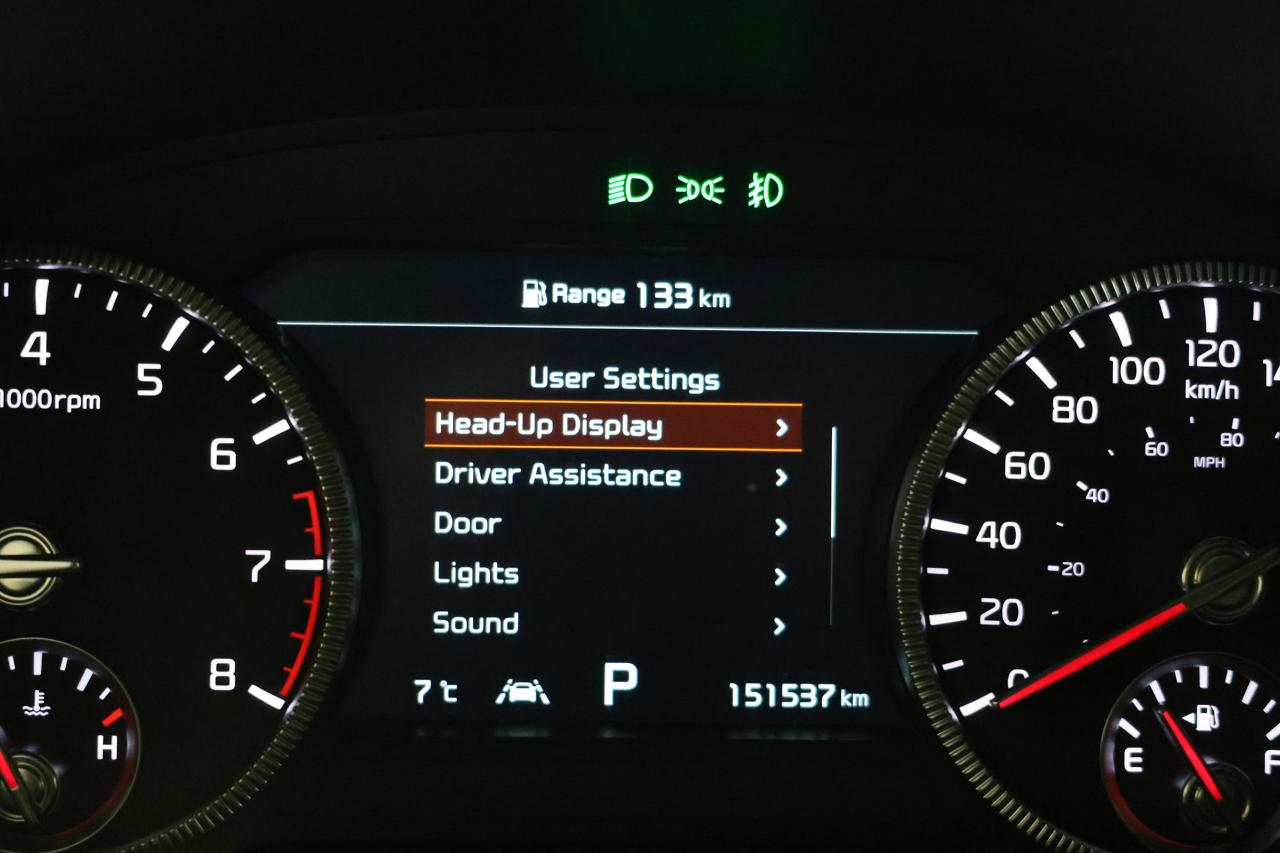 Range 133 km
User Settings
Head-Up Display
Driver Assistance
Door
Lights
Sound
7 °C
P
151537 km
4
5
6
7
8
1000rpm
H
0
20
40
60
80
100
120
km/h
20
40
60
80
MPH
E
F